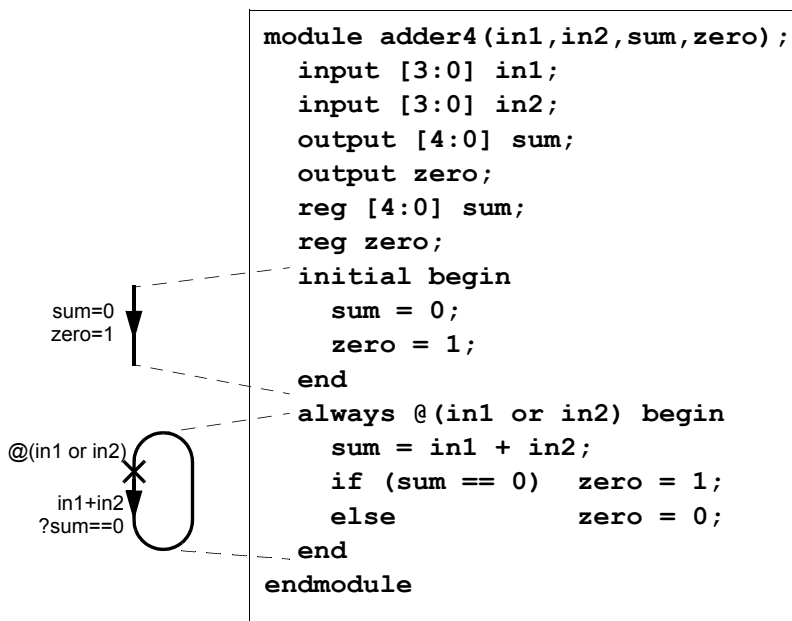 module adder4(in1,in2,sum,zero);
input [3:0] in1;
input [3:0] in2;
output [4:0] sum;
output zero;
reg [4:0] sum;
reg zero;
initial begin
sum = 0;
zero = 1;
end
always @(in1 or in2) begin
sum = in1 + in2;
if (sum == 0) zero = 1;
else zero = 0;
end
endmodule
sum=0
zero=1
@(in1 or in2)
in1+in2
?sum==0